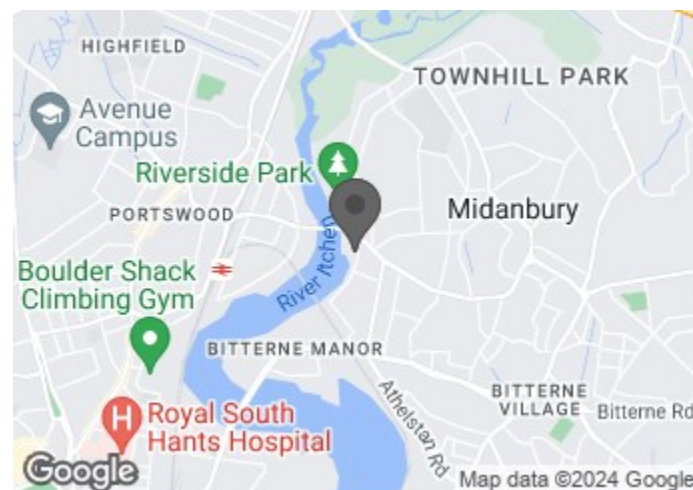 HIGHFIELD
TOWNHILL PARK
Avenue
Campus
Riverside Park
PORTSWOOD
Midanbury
River Itchen
Boulder Shack
Climbing Gym
BITTERNE MANOR
Athelstan Rd
BITTERNE
VILLAGE
Bitterne Rd
H
Royal South
Hants Hospital
Google
Map data ©2024 Google